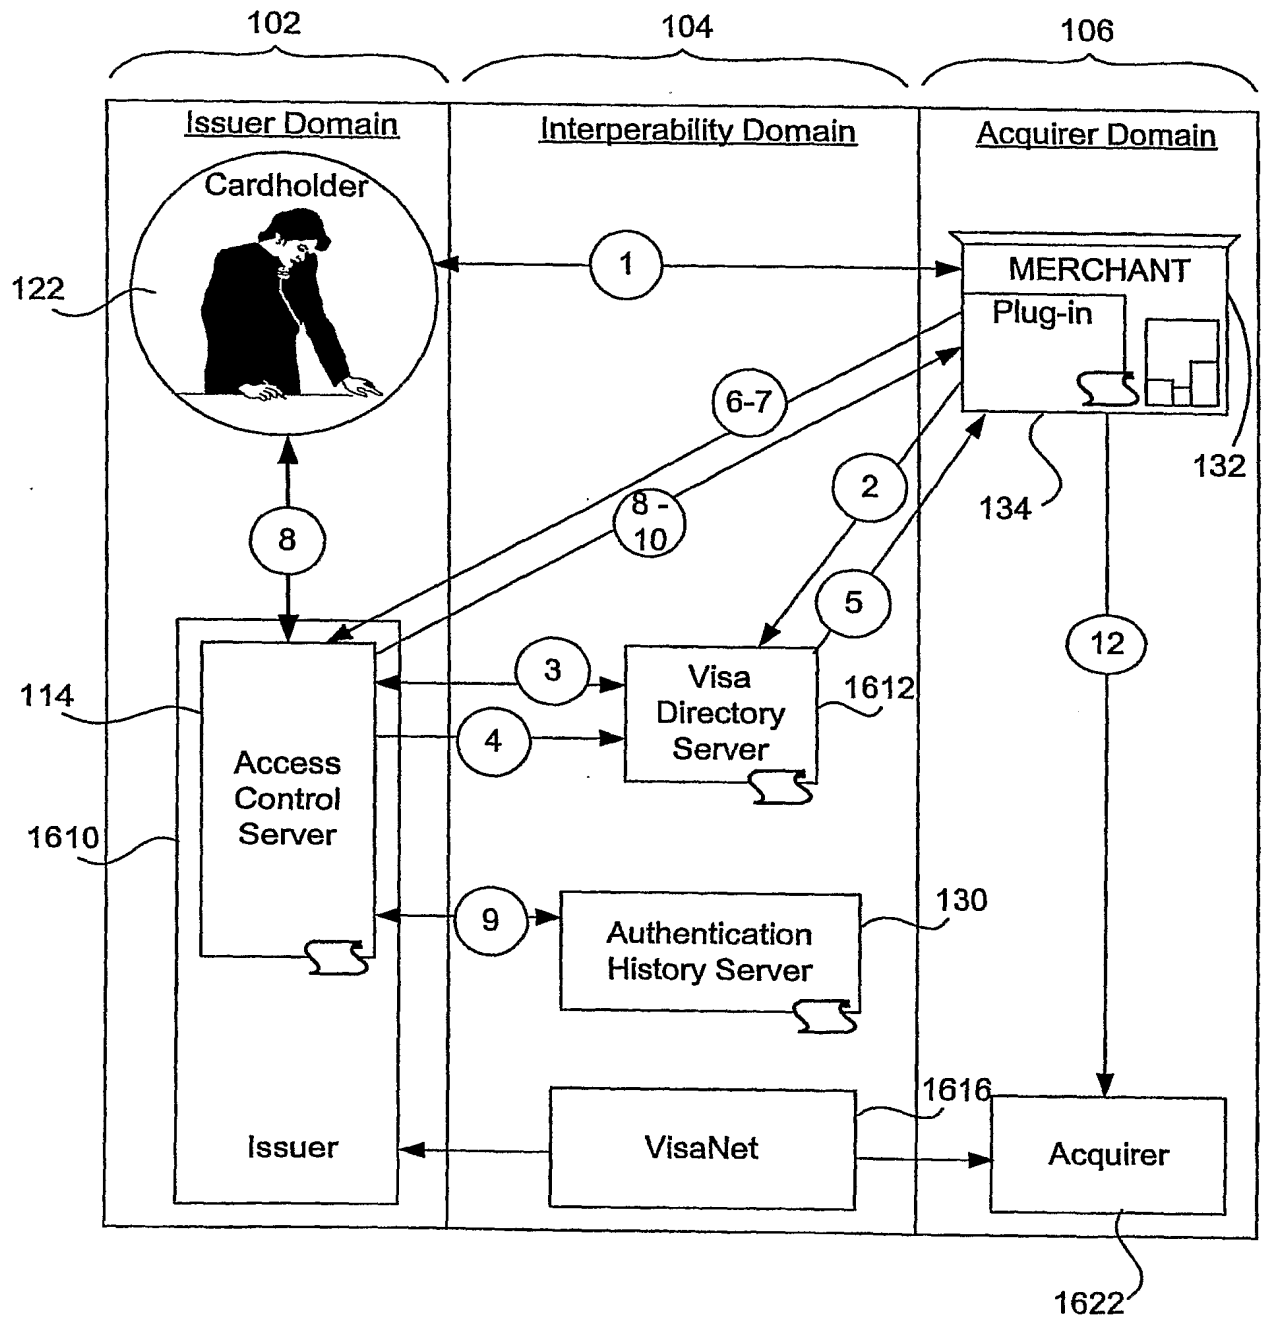 102
104
106
Issuer Domain
Interperability Domain
Acquirer Domain
Cardholder
122
1
MERCHANT
Plug-in
6-7
132
2
134
8
8 -
10
5
12
3
Visa
Directory
Server
1612
114
4
Access
Control
Server
1610
9
130
Authentication
History Server
1616
Issuer
VisaNet
Acquirer
1622